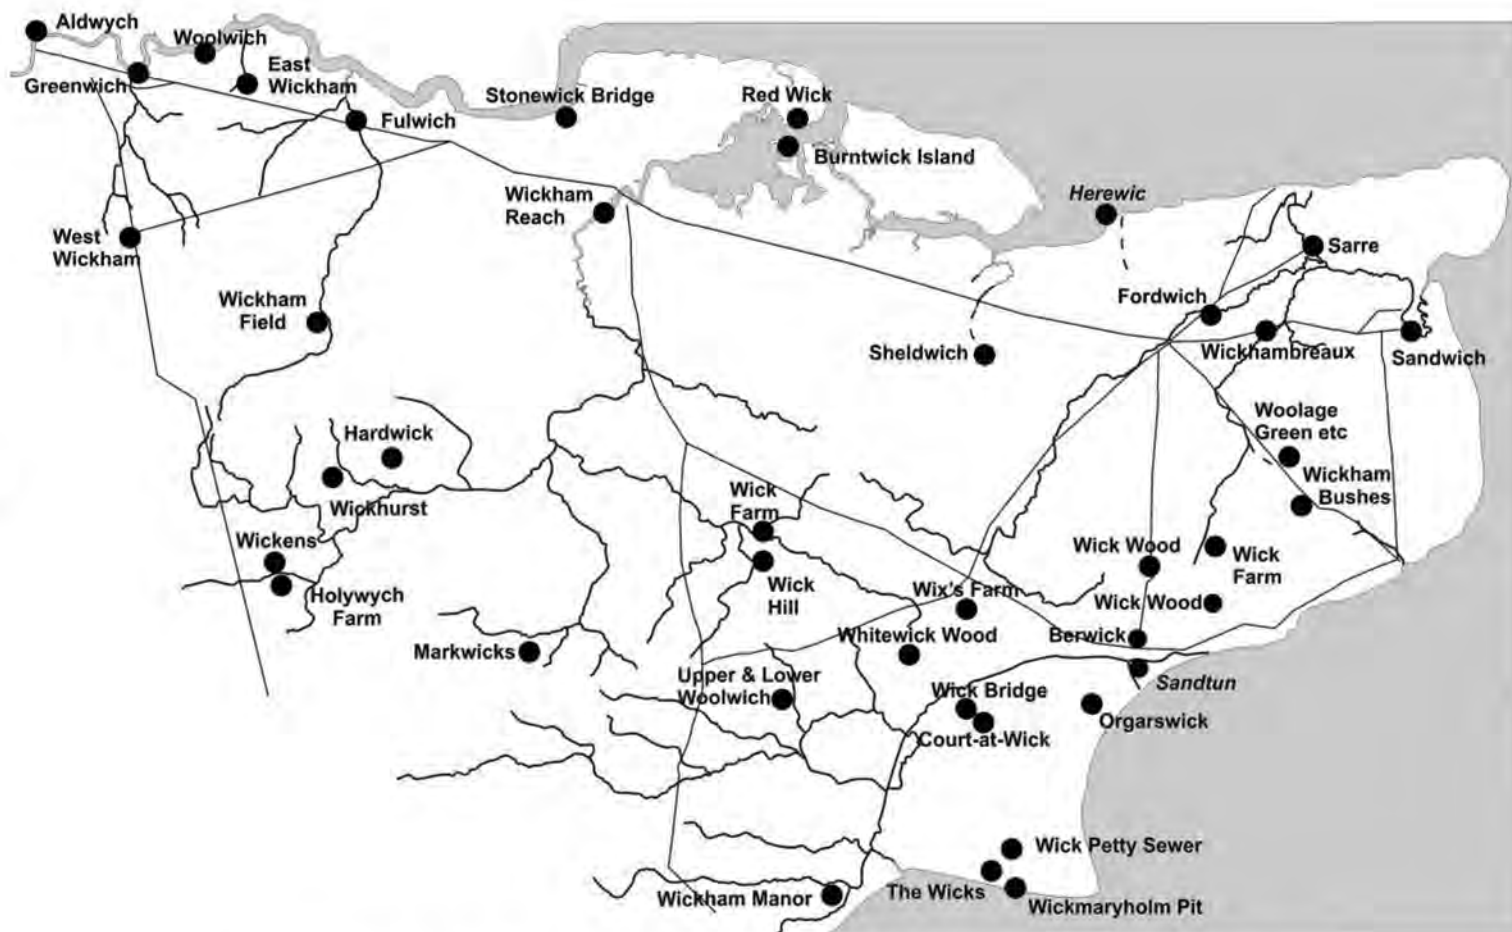 Aldwych
Woolwich
Greenwich
East
Wickham
Fulwich
Stonewick Bridge
Red Wick
Burntwick Island
Wickham
Reach
Herewic
West
Wickham
Sarre
Wickham
Field
Fordwich
Sheldwich
Wickhambreaux
Sandwich
Hardwick
Woolage
Green etc
Wickhurst
Wick
Farm
Wickham
Bushes
Wickens
Wick
Hill
Wick Wood
Wick
Farm
Holywych
Farm
Wix's Farm
Wick Wood
Whitewick Wood
Berwick
Markwicks
Upper & Lower
Woolwich
Wick Bridge
Sandtun
Orgarswick
Court-at-Wick
Wick Petty Sewer
The Wicks
Wickham Manor
Wickmaryholm Pit